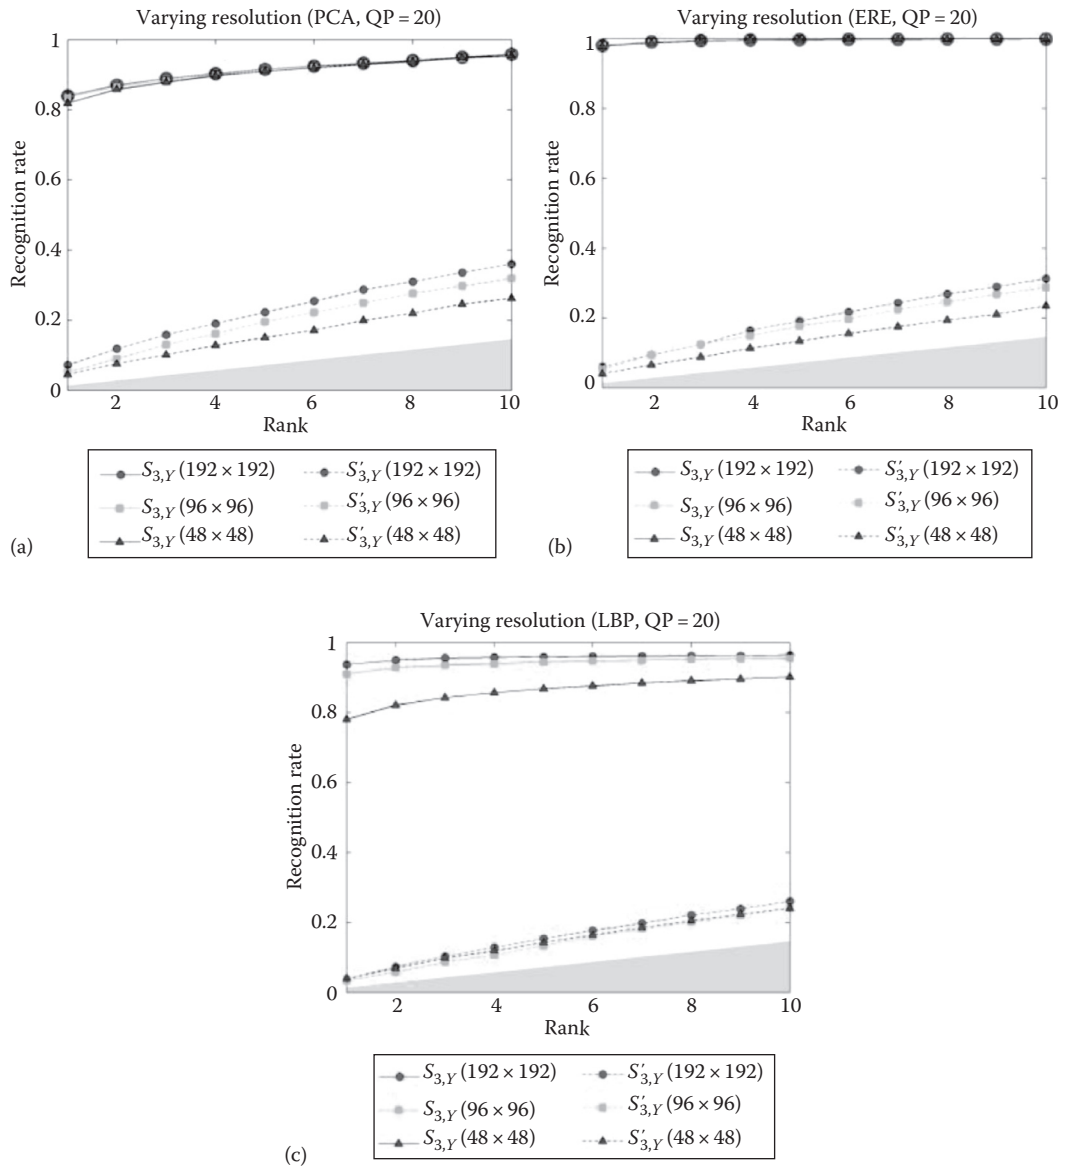 Varying resolution (PCA, QP = 20)
1
0.8
0.6
0.4
0.2
0
2
4
6
8
10
Recognition rate
Rank
S3,Y (192 × 192)
S′3,Y (192 × 192)
S3,Y (96 × 96)
S′3,Y (96 × 96)
S3,Y (48 × 48)
S′3,Y (48 × 48)
(a)
Varying resolution (ERE, QP = 20)
1
0.8
0.6
0.4
0.2
0
2
4
6
8
10
Recognition rate
Rank
S3,Y (192 × 192)
S′3,Y (192 × 192)
S3,Y (96 × 96)
S′3,Y (96 × 96)
S3,Y (48 × 48)
S′3,Y (48 × 48)
(b)
Varying resolution (LBP, QP = 20)
1
0.8
0.6
0.4
0.2
0
2
4
6
8
10
Recognition rate
Rank
S3,Y (192 × 192)
S′3,Y (192 × 192)
S3,Y (96 × 96)
S′3,Y (96 × 96)
S3,Y (48 × 48)
S′3,Y (48 × 48)
(c)